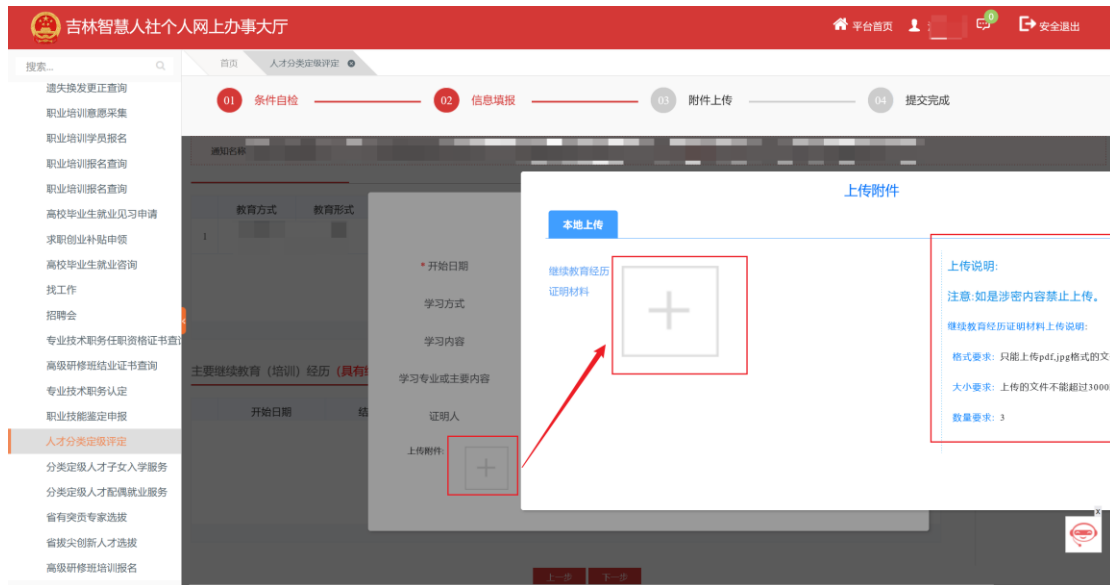 吉林智慧人社个人网上办事大厅
平台首页
0
安全退出
搜索...
首页
人才分类定级评定
遗失换发更正查询
职业培训意愿采集
职业培训学员报名
职业培训报名查询
职业培训报名查询
高校毕业生就业见习申请
求职创业补贴申领
高校毕业生就业咨询
找工作
招聘会
专业技术职务任职资格证书查询
高级研修班结业证书查询
专业技术职务认定
职业技能鉴定申报
人才分类定级评定
分类定级人才子女入学服务
分类定级人才配偶就业服务
省有突贡专家选拔
省拔尖创新人才选拔
高级研修班培训报名
01 条件自检
02 信息填报
03 附件上传
04 提交完成
通知名称
教育方式 教育形式
1
主要继续教育（培训）经历（具有
开始日期 结
* 开始日期
学习方式
学习内容
学习专业或主要内容
证明人
上传附件:
上传附件
本地上传
继续教育经历
证明材料
上传说明:
注意:如是涉密内容禁止上传。
继续教育经历证明材料上传说明:
格式要求: 只能上传pdf,jpg格式的文
大小要求: 上传的文件不能超过3000
数量要求: 3
x
上一步 下一步